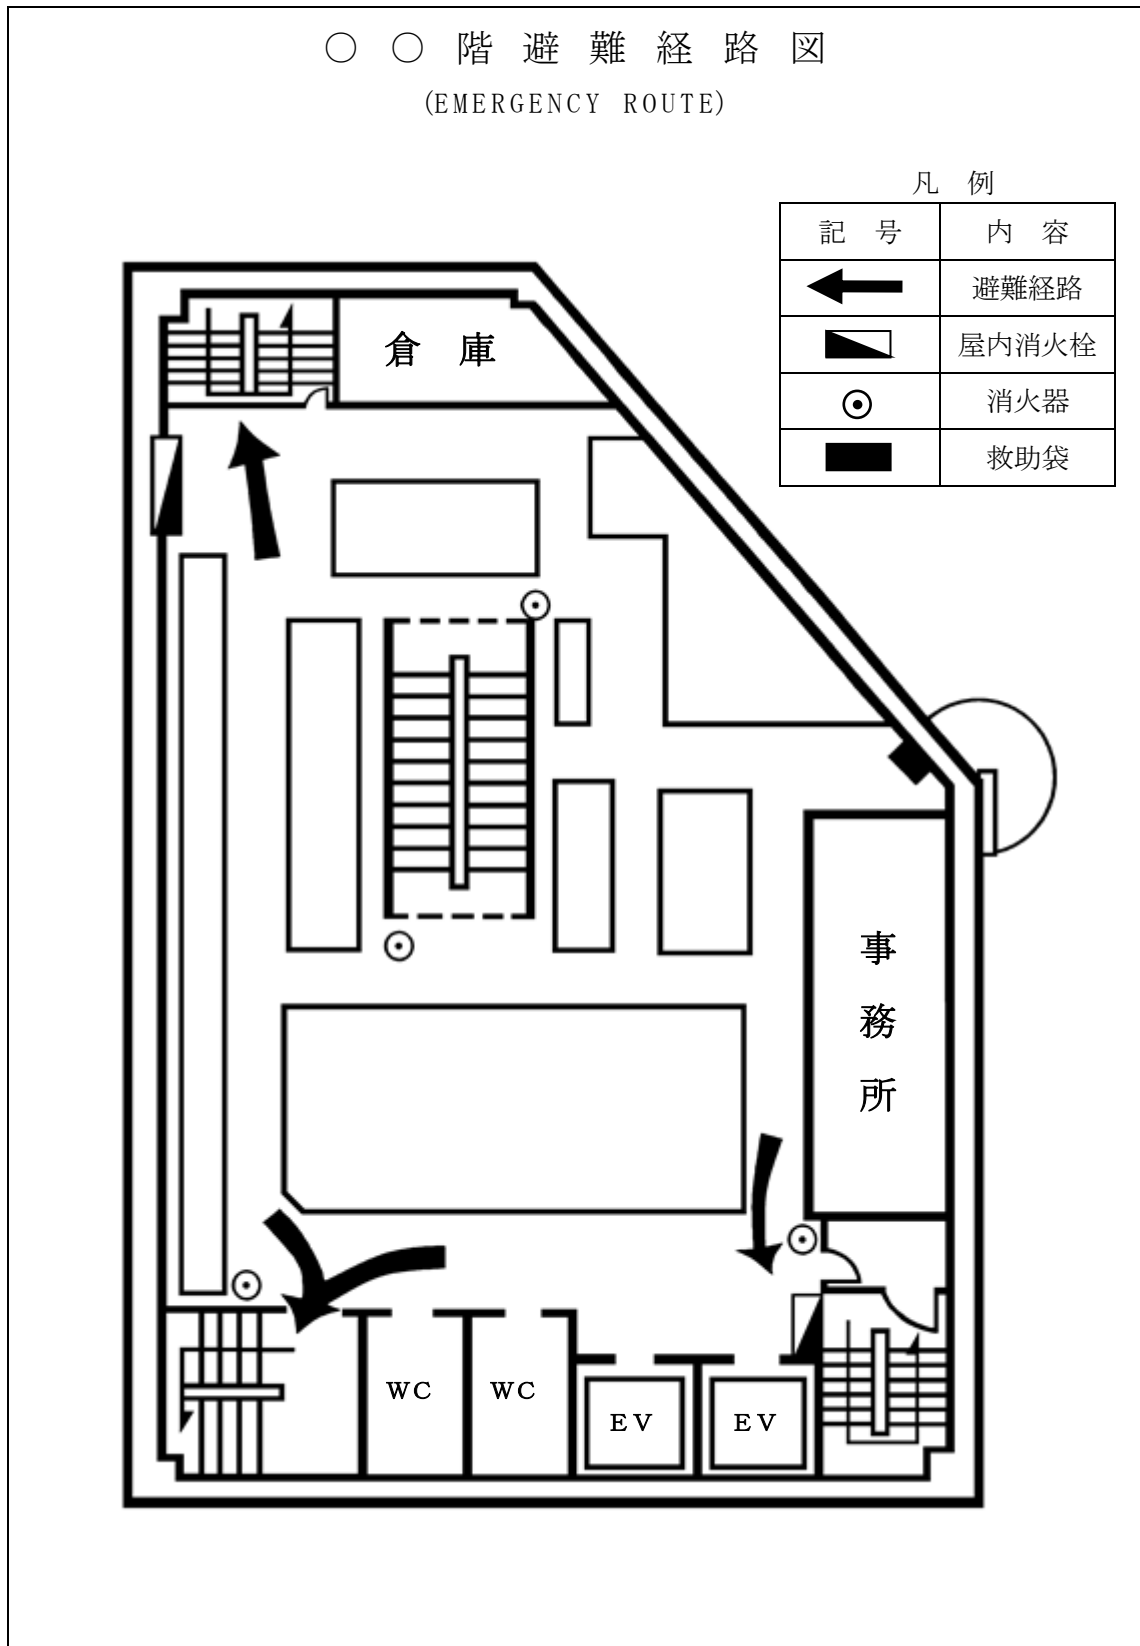 ○○階避難経路図
(EMERGENCY ROUTE)
凡例
記号 内容
避難経路
屋内消火栓
消火器
救助袋
倉庫
事務所
WC WC
EV EV